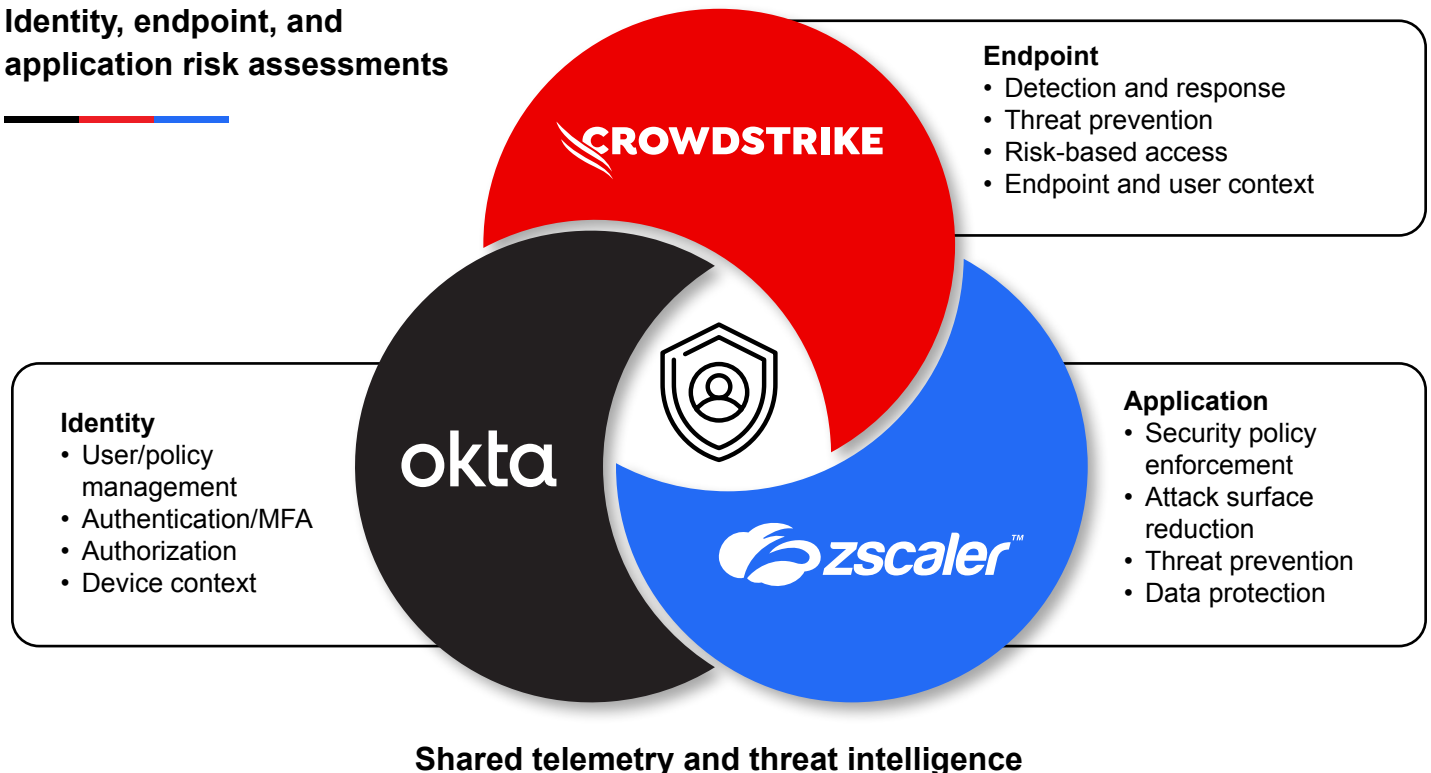 Identity, endpoint, and
application risk assessments
CROWDSTRIKE
Endpoint
• Detection and response
• Threat prevention
• Risk-based access
• Endpoint and user context
okta
Identity
• User/policy
management
• Authentication/MFA
• Authorization
• Device context
zscaler™
Application
• Security policy
enforcement
• Attack surface
reduction
• Threat prevention
• Data protection
Shared telemetry and threat intelligence